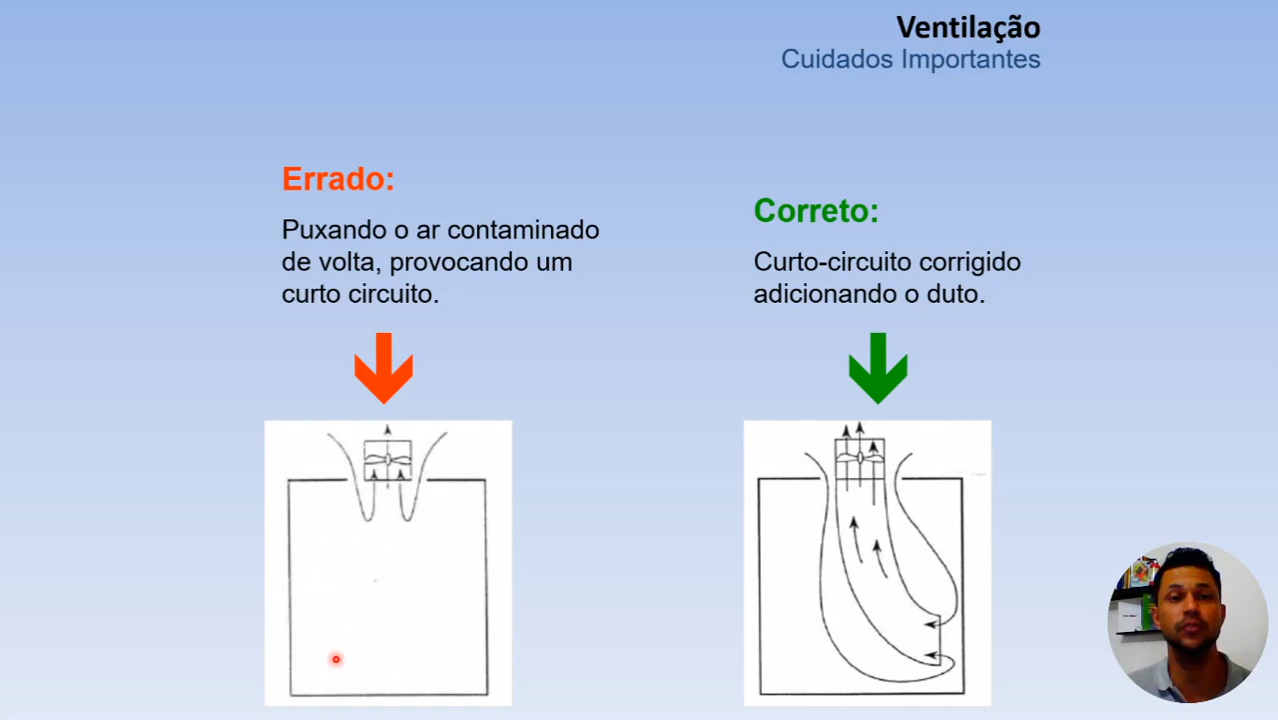 Ventilação
Cuidados Importantes
Errado:
Puxando o ar contaminado
de volta, provocando um
curto circuito.
Correto:
Curto-circuito corrigido
adicionando o duto.